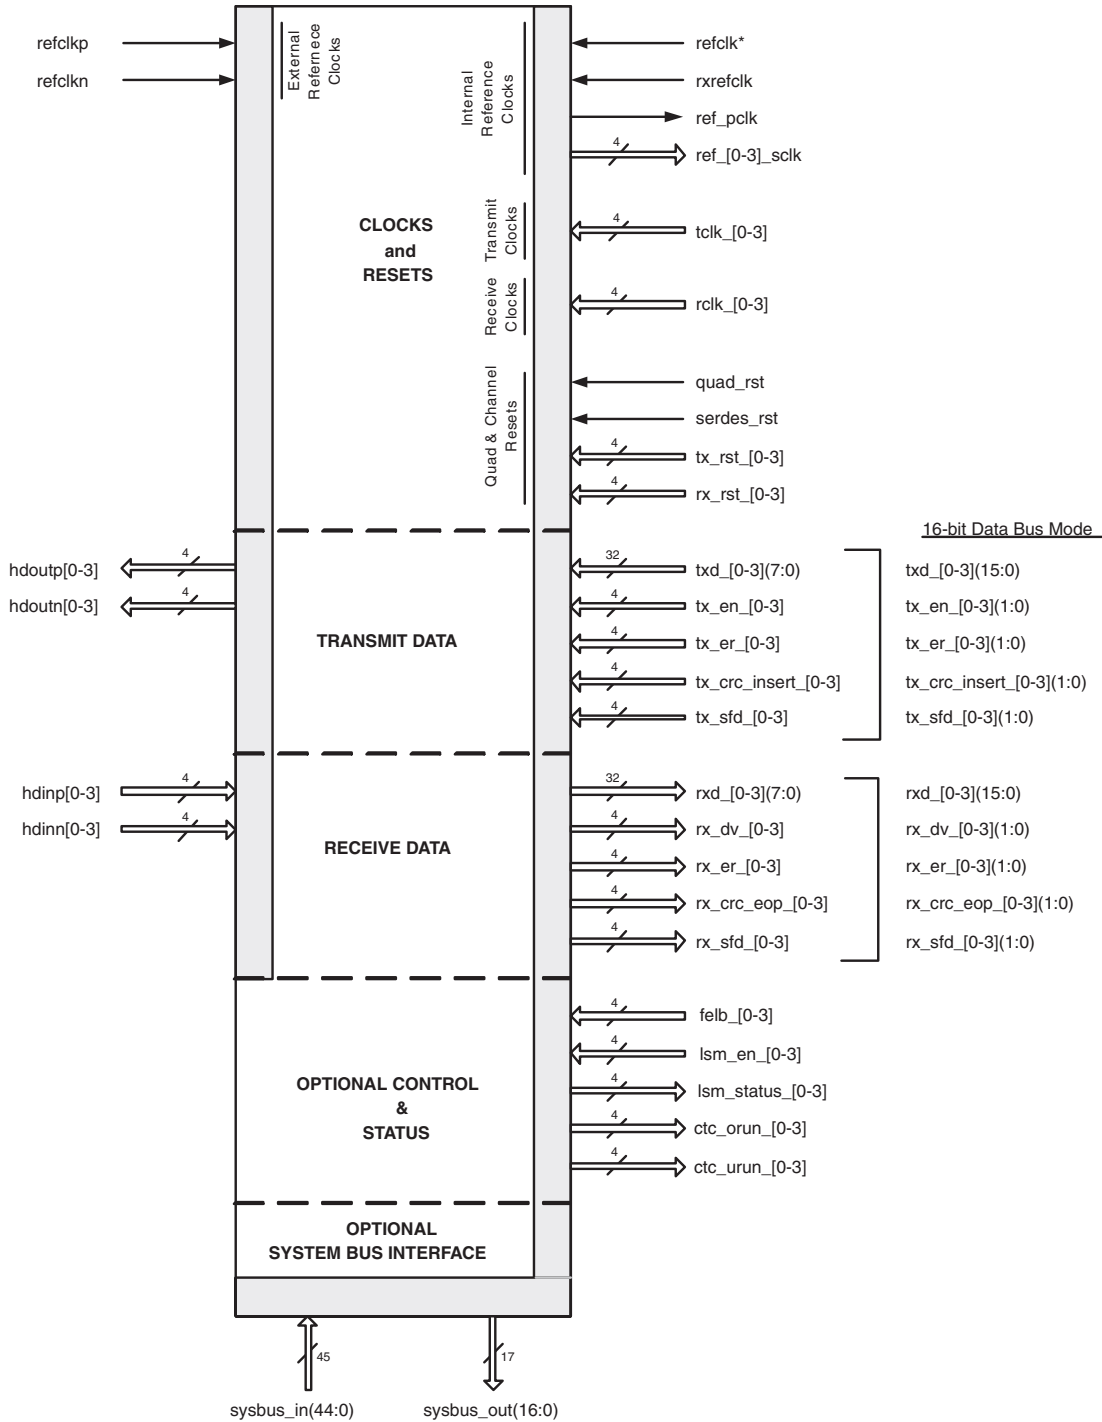 refclkp
refclkn
External
Refernece
Clocks
Internal
Reference
Clocks
refclk*
rxrefclk
ref_pclk
4
ref_[0-3]_sclk
CLOCKS
and
RESETS
Transmit
Clocks
4
tclk_[0-3]
Receive
Clocks
4
rclk_[0-3]
Quad & Channel
Resets
quad_rst
serdes_rst
4
tx_rst_[0-3]
4
rx_rst_[0-3]
16-bit Data Bus Mode
hdoutp[0-3]
4
hdoutn[0-3]
4
TRANSMIT DATA
32
txd_[0-3](7:0)
txd_[0-3](15:0)
4
tx_en_[0-3]
tx_en_[0-3](1:0)
4
tx_er_[0-3]
tx_er_[0-3](1:0)
4
tx_crc_insert_[0-3]
tx_crc_insert_[0-3](1:0)
4
tx_sfd_[0-3]
tx_sfd_[0-3](1:0)
hdinp[0-3]
4
hdinn[0-3]
4
RECEIVE DATA
32
rxd_[0-3](7:0)
rxd_[0-3](15:0)
4
rx_dv_[0-3]
rx_dv_[0-3](1:0)
4
rx_er_[0-3]
rx_er_[0-3](1:0)
4
rx_crc_eop_[0-3]
rx_crc_eop_[0-3](1:0)
4
rx_sfd_[0-3]
rx_sfd_[0-3](1:0)
OPTIONAL CONTROL
&
STATUS
4
felb_[0-3]
4
lsm_en_[0-3]
4
lsm_status_[0-3]
4
ctc_orun_[0-3]
4
ctc_urun_[0-3]
OPTIONAL
SYSTEM BUS INTERFACE
45
17
sysbus_in(44:0)
sysbus_out(16:0)